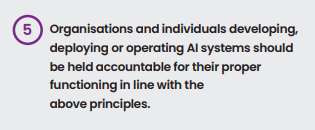 5 Organisations and individuals developing,
deploying or operating AI systems should
be held accountable for their proper
functioning in line with the
above principles.